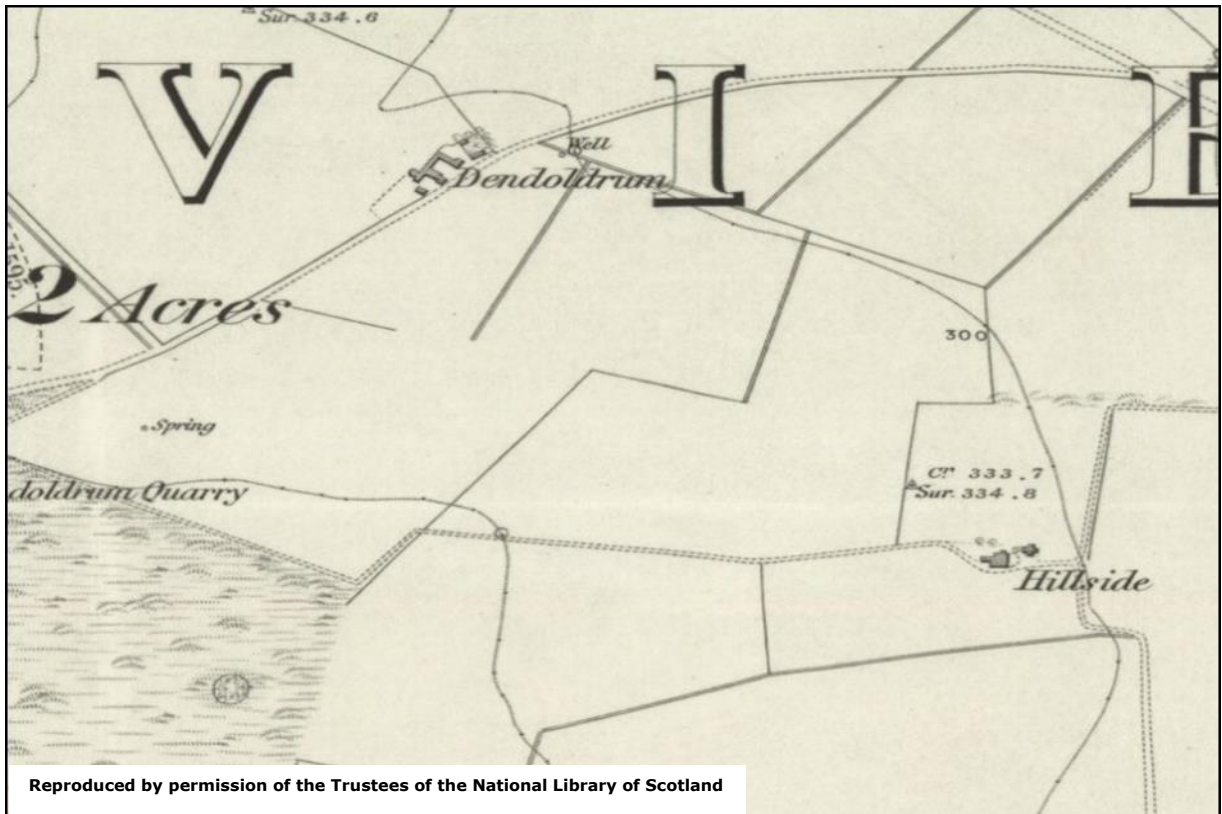 Sur. 334.6
V I
Well
Dendoldrum
2 Acres
300
Spring
Cn. 333.7
Sur. 334.8
doldrum Quarry
Hillside
Reproduced by permission of the Trustees of the National Library of Scotland